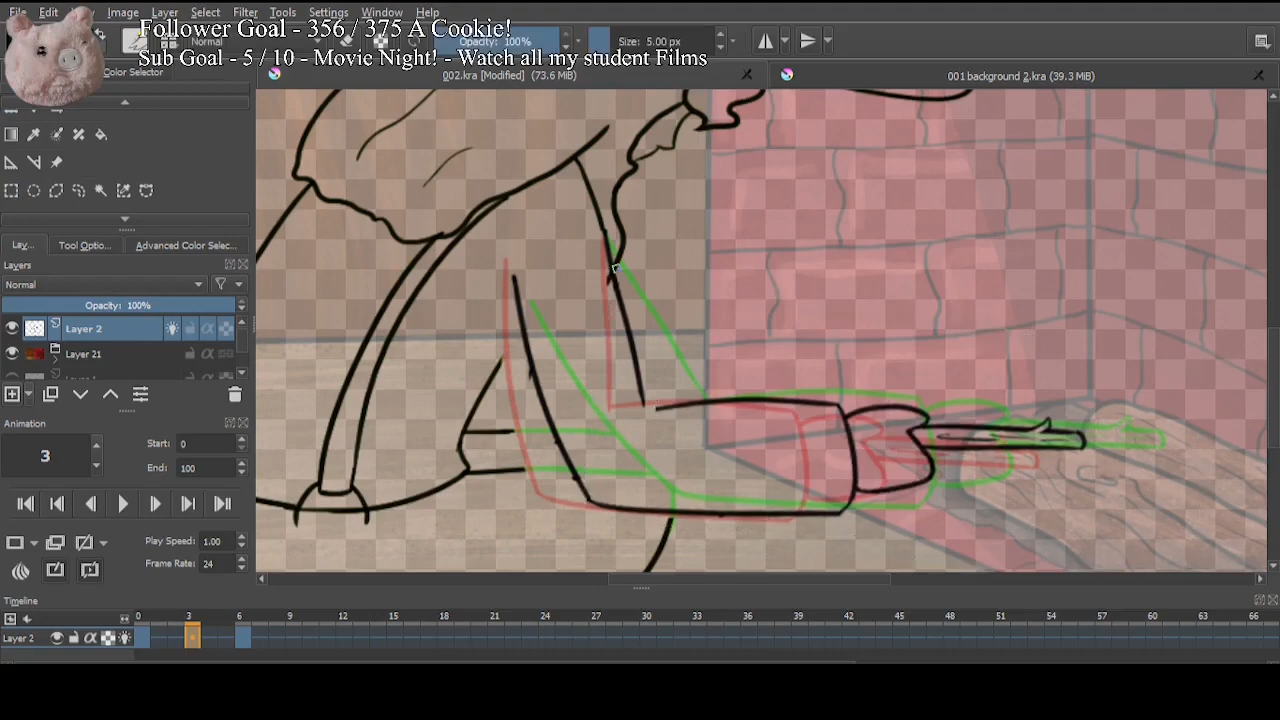 File Edit View Image Layer Select Filter Tools Settings Window Help
Follower Goal - 356 / 375 A Cookie!
Normal Opacity: 100% Size: 5.00 px
Sub Goal - 5 / 10 - Movie Night! - Watch all my student Films
Color Selector
002.kra [Modified] (73.6 MiB) 001 background 2.kra (39.3 MiB)
Lay... Tool Optio... Advanced Color Selec...
Layers
Normal
Opacity: 100%
Layer 2
Layer 21
Animation
3
Start: 0
End: 100
Play Speed: 1.00
Frame Rate: 24
Timeline
0 3 6 9 12 15 18 21 24 27 30 33 36 39 42 45 48 51 54 57 60 63 66
Layer 2